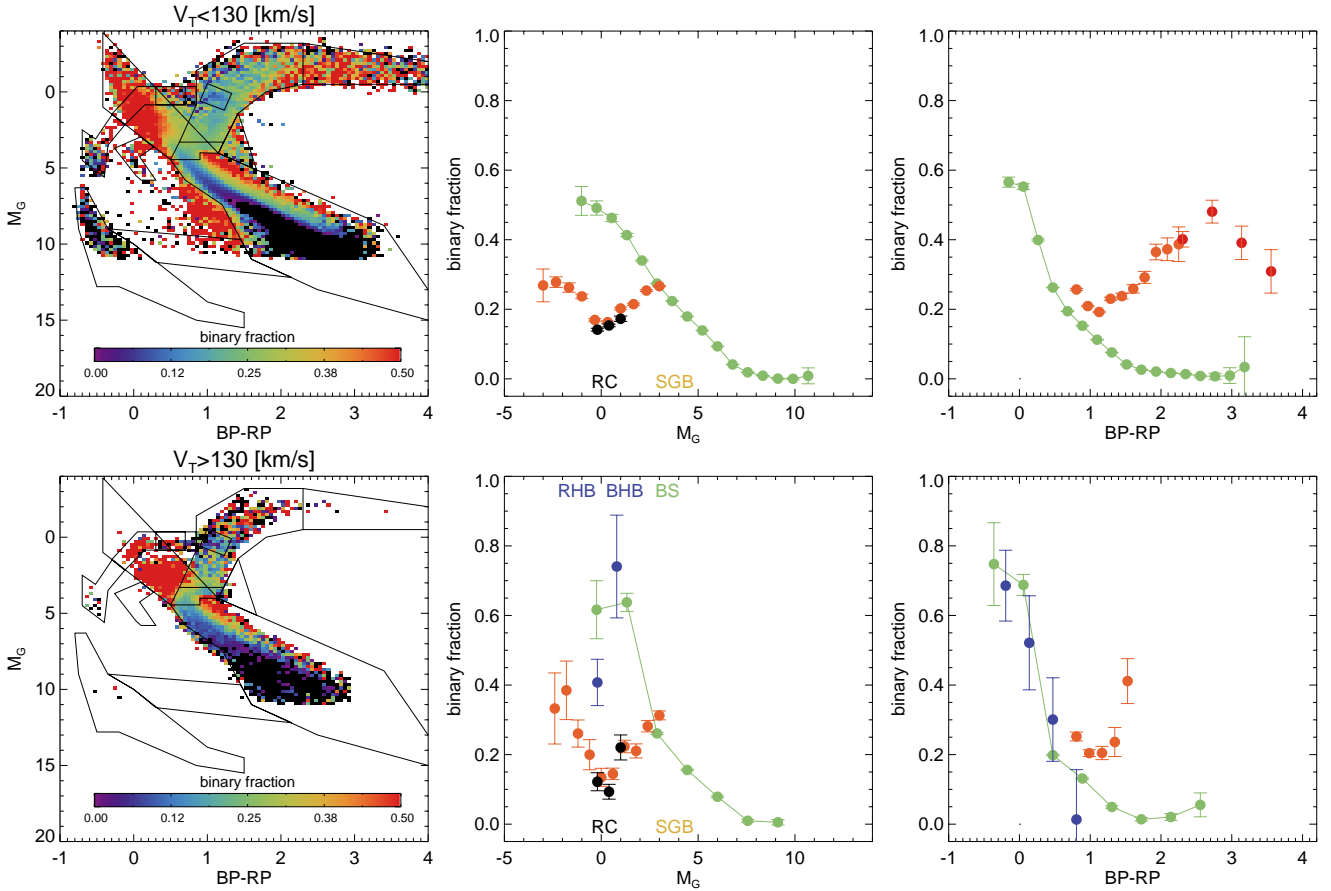 V_T<130 [km/s]
M_G
0
5
10
15
20
binary fraction
0.00 0.12 0.25 0.38 0.50
-1 0 1 2 3 4
BP-RP
binary fraction
1.0
0.8
0.6
0.4
0.2
0.0
RC SGB
-5 0 5 10
M_G
binary fraction
1.0
0.8
0.6
0.4
0.2
0.0
-1 0 1 2 3 4
BP-RP
V_T>130 [km/s]
M_G
0
5
10
15
20
binary fraction
0.00 0.12 0.25 0.38 0.50
-1 0 1 2 3 4
BP-RP
binary fraction
1.0
0.8
0.6
0.4
0.2
0.0
RHB BHB BS
RC SGB
-5 0 5 10
M_G
binary fraction
1.0
0.8
0.6
0.4
0.2
0.0
-1 0 1 2 3 4
BP-RP